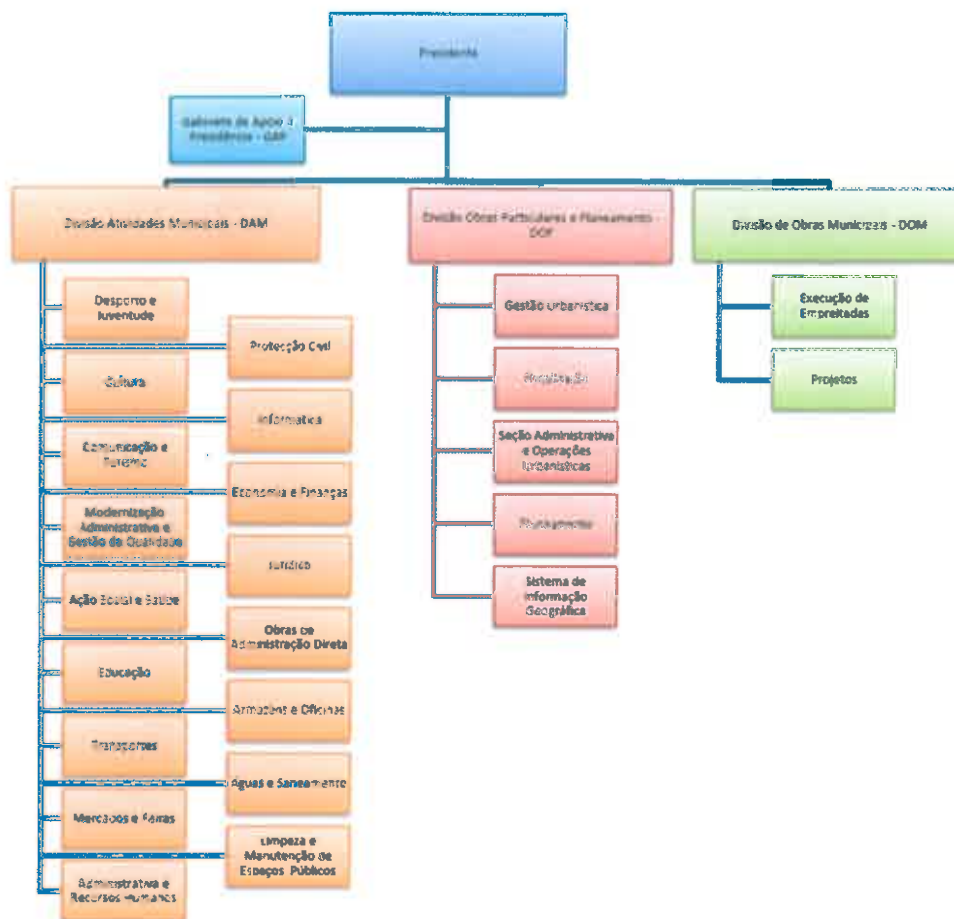 Presidente
Gabinete de Apoio à
Presidência - GAP
Divisão Atividades Municipais - DAM
Divisão Obras Particulares e Planeamento -
DOP
Divisão de Obras Municipais - DOM
Desporto e
Juventude
Protecção Civil
Cultura
Informática
Comunicação e
Turismo
Economia e Finanças
Modernização
Administrativa e
Gestão da Qualidade
Jurídico
Ação Social e Saúde
Obras de
Administração Direta
Educação
Armazéns e Oficinas
Transportes
Águas e Saneamento
Mercados e Feiras
Limpeza e
Manutenção de
Espaços Públicos
Administrativa e
Recursos Humanos
Gestão Urbanística
Fiscalização
Seção Administrativa
e Operações
Urbanísticas
Planeamento
Sistema de
Informação
Geográfica
Execução de
Empreitadas
Projetos